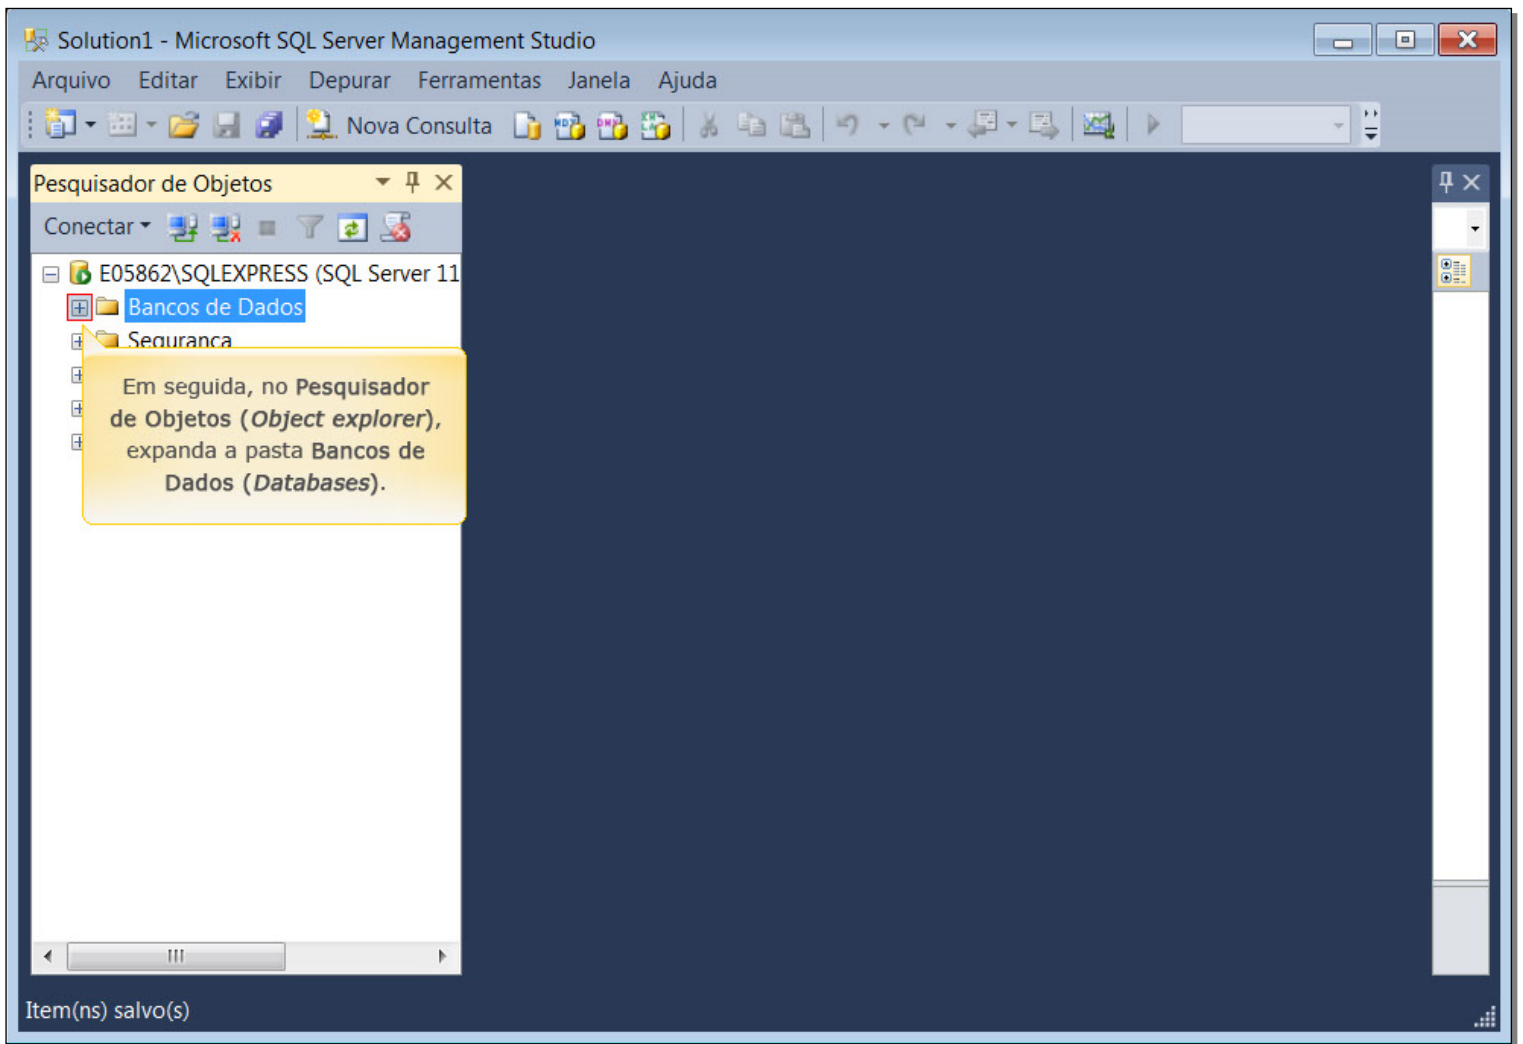 Solution1 - Microsoft SQL Server Management Studio
Arquivo Editar Exibir Depurar Ferramentas Janela Ajuda
Nova Consulta
Pesquisador de Objetos
Conectar
E05862\SQLEXPRESS (SQL Server 11
Bancos de Dados
Segurança
Em seguida, no Pesquisador
de Objetos (Object explorer),
expanda a pasta Bancos de
Dados (Databases).
Item(ns) salvo(s)